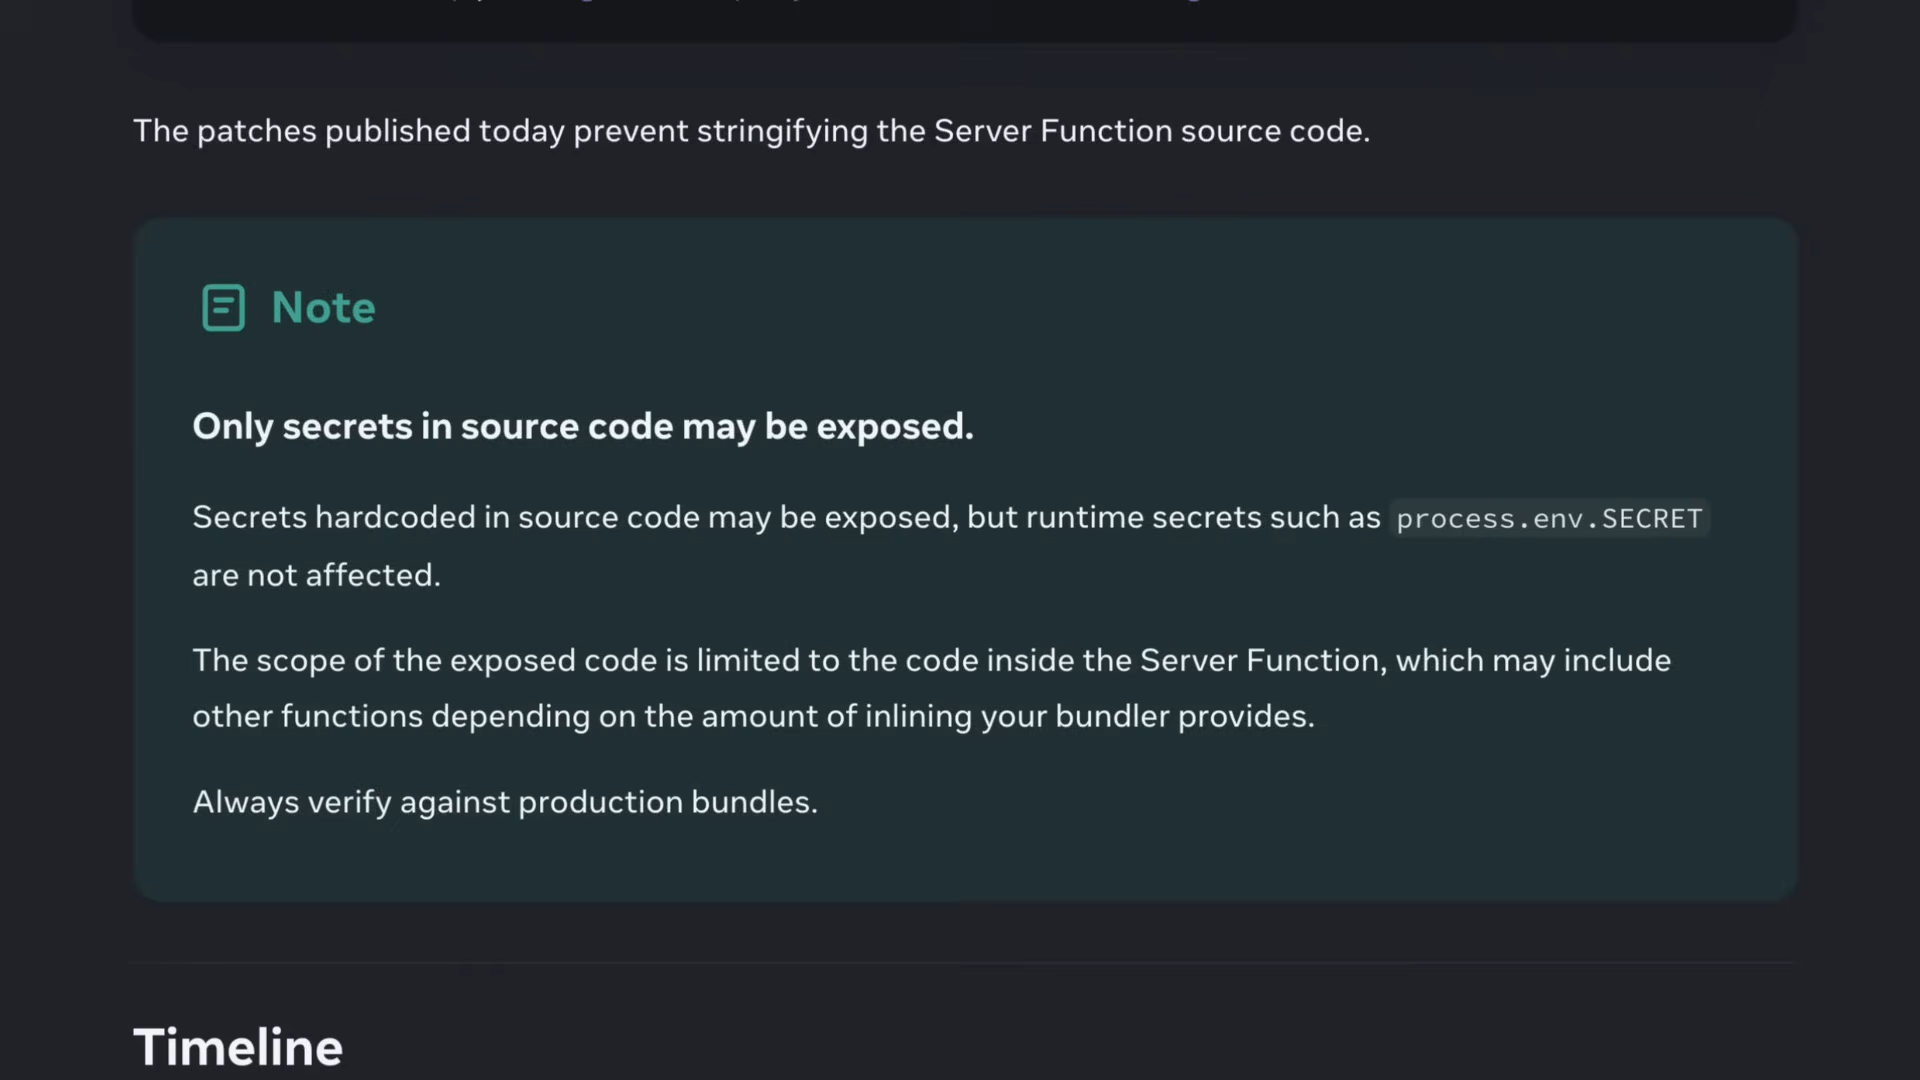 The patches published today prevent stringifying the Server Function source code.
Note
Only secrets in source code may be exposed.
Secrets hardcoded in source code may be exposed, but runtime secrets such as process.env.SECRET
are not affected.
The scope of the exposed code is limited to the code inside the Server Function, which may include
other functions depending on the amount of inlining your bundler provides.
Always verify against production bundles.
Timeline